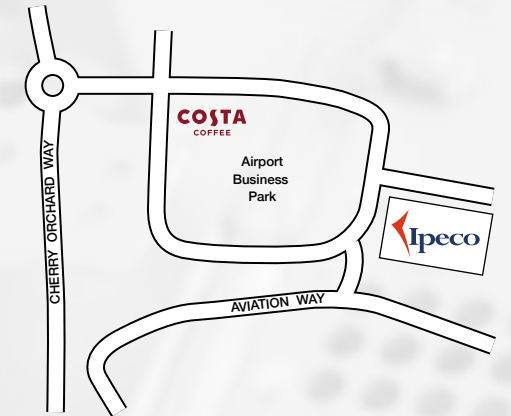 COSTA
COFFEE
Airport
Business
Park
CHERRY ORCHARD WAY
Ipeco
AVIATION WAY